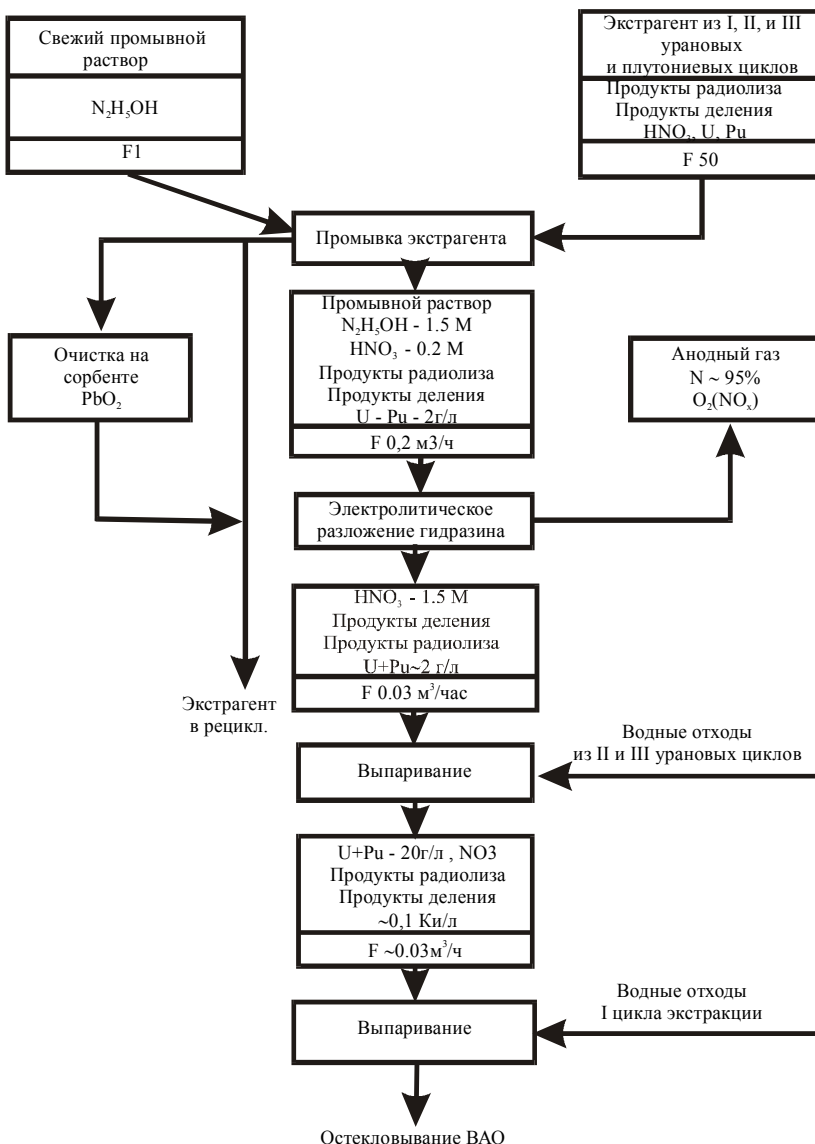 Свежий промывной
раствор
N₂H₅OH
F1
Экстрагент из I, II, и III
урановых
и плутониевых циклов
Продукты радиолиза
Продукты деления
HNO₃, U, Pu
F 50
Промывка экстрагента
Промывной раствор
N₂H₅OH - 1.5 M
HNO₃ - 0.2 M
Продукты радиолиза
Продукты деления
U - Pu - 2г/л
F 0,2 м3/ч
Очистка на
сорбенте
PbO₂
Анодный газ
N ~ 95%
O₂(NOₓ)
Электролитическое
разложение гидразина
HNO₃ - 1.5 M
Продукты деления
Продукты радиолиза
U+Pu~2 г/л
F 0.03 м³/час
Экстрагент
в рецикл.
Водные отходы
из II и III урановых циклов
Выпаривание
U+Pu - 20г/л , NO3
Продукты радиолиза
Продукты деления
~0,1 Ки/л
F ~0.03м³/ч
Водные отходы
I цикла экстракции
Выпаривание
Остекловывание ВАО